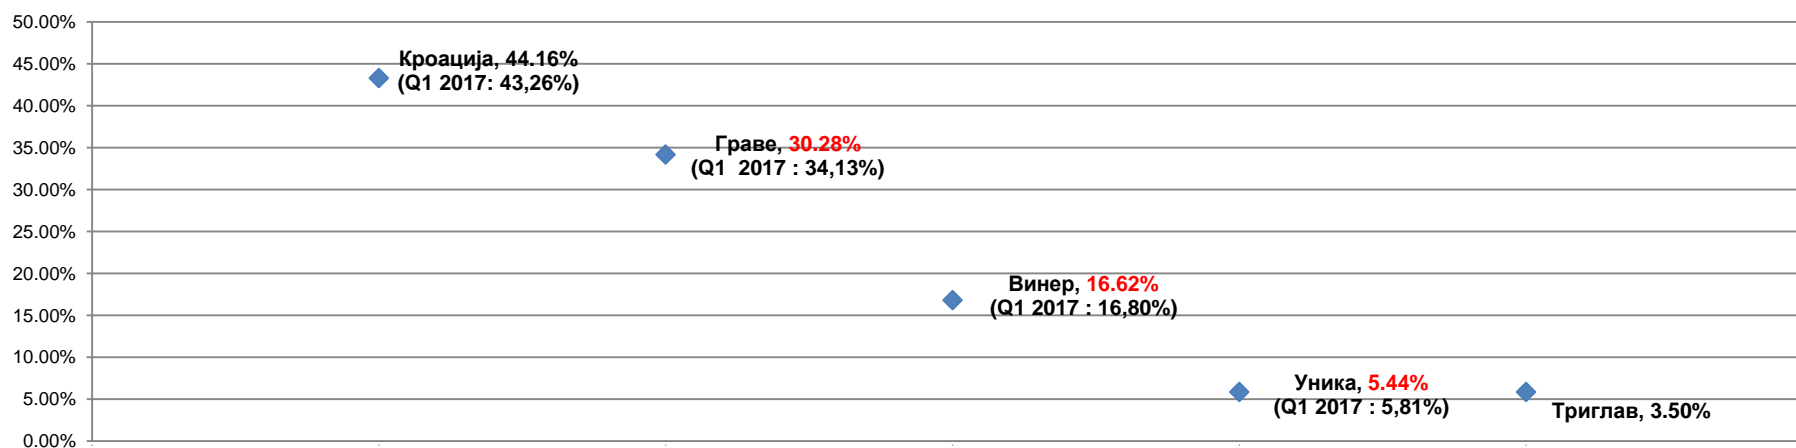 50.00%
45.00%
40.00%
35.00%
30.00%
25.00%
20.00%
15.00%
10.00%
5.00%
0.00%
Кроација, 44.16%
(Q1 2017: 43,26%)
Граве, 30.28%
(Q1  2017 : 34,13%)
Винер, 16.62%
(Q1 2017 : 16,80%)
Уника, 5.44%
(Q1 2017 : 5,81%)
Триглав, 3.50%